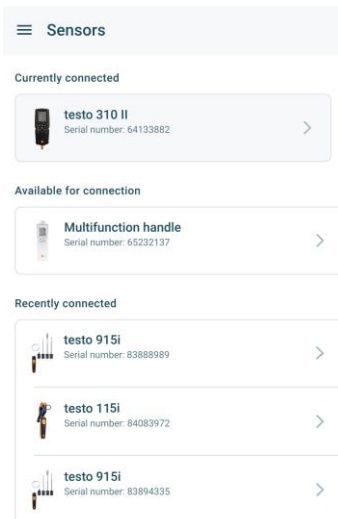 Sensors
Currently connected
testo 310 II
Serial number: 64133882
Available for connection
Multifunction handle
Serial number: 65232137
Recently connected
testo 915i
Serial number: 83888989
testo 115i
Serial number: 84083972
testo 915i
Serial number: 83894335